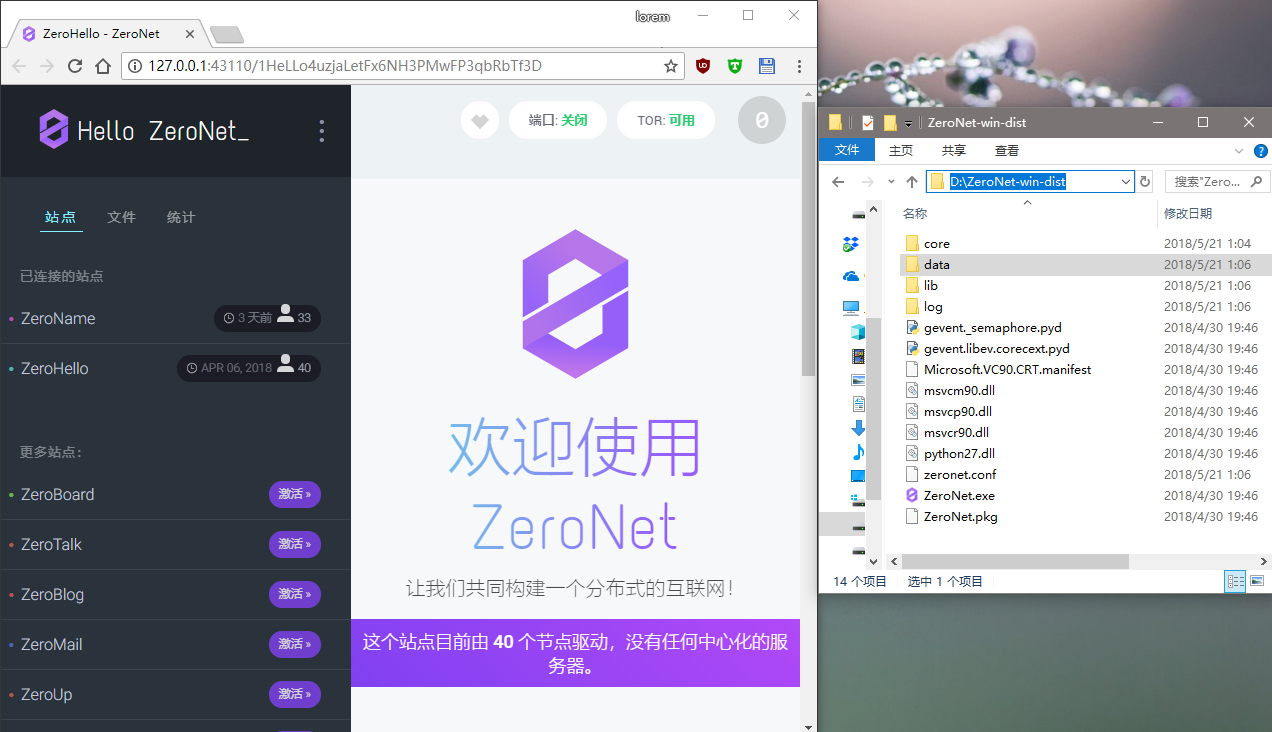 lorem
ZeroHello - ZeroNet
127.0.0.1:43110/1HeLLo4uzjaLetFx6NH3PMwFP3qbRbTf3D
Hello ZeroNet_
站点 文件 统计
已连接的站点
ZeroName 3 天前 33
ZeroHello APR 06, 2018 40
更多站点：
ZeroBoard 激活 »
ZeroTalk 激活 »
ZeroBlog 激活 »
ZeroMail 激活 »
ZeroUp 激活 »
端口: 关闭 TOR: 可用 0
欢迎使用
ZeroNet
让我们共同构建一个分布式的互联网！
这个站点目前由 40 个节点驱动，没有任何中心化的服
务器。
ZeroNet-win-dist
文件 主页 共享 查看
D:\ZeroNet-win-dist 搜索"Zero...
名称 修改日期
core 2018/5/21 1:04
data 2018/5/21 1:06
lib 2018/5/21 1:06
log 2018/5/21 1:06
gevent._semaphore.pyd 2018/4/30 19:46
gevent.libev.corecext.pyd 2018/4/30 19:46
Microsoft.VC90.CRT.manifest 2018/4/30 19:46
msvcm90.dll 2018/4/30 19:46
msvcp90.dll 2018/4/30 19:46
msvcr90.dll 2018/4/30 19:46
python27.dll 2018/4/30 19:46
zeronet.conf 2018/5/21 1:06
ZeroNet.exe 2018/4/30 19:46
ZeroNet.pkg 2018/4/30 19:46
14 个项目 选中 1 个项目